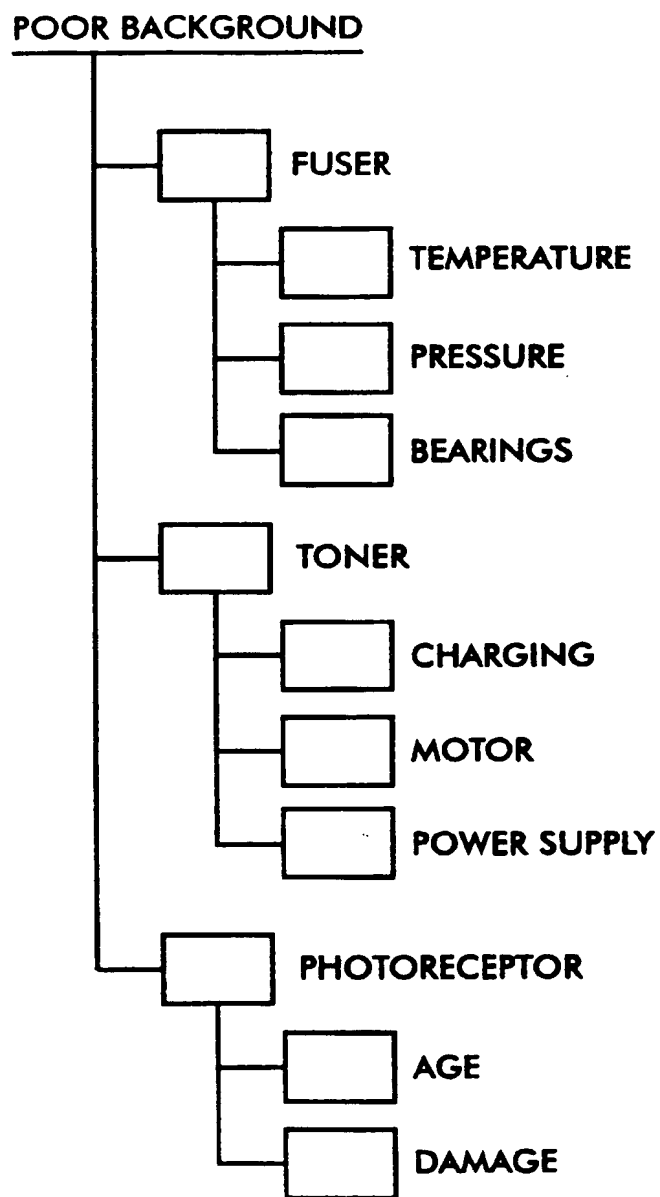 POOR BACKGROUND
FUSER
TEMPERATURE
PRESSURE
BEARINGS
TONER
CHARGING
MOTOR
POWER SUPPLY
PHOTORECEPTOR
AGE
DAMAGE